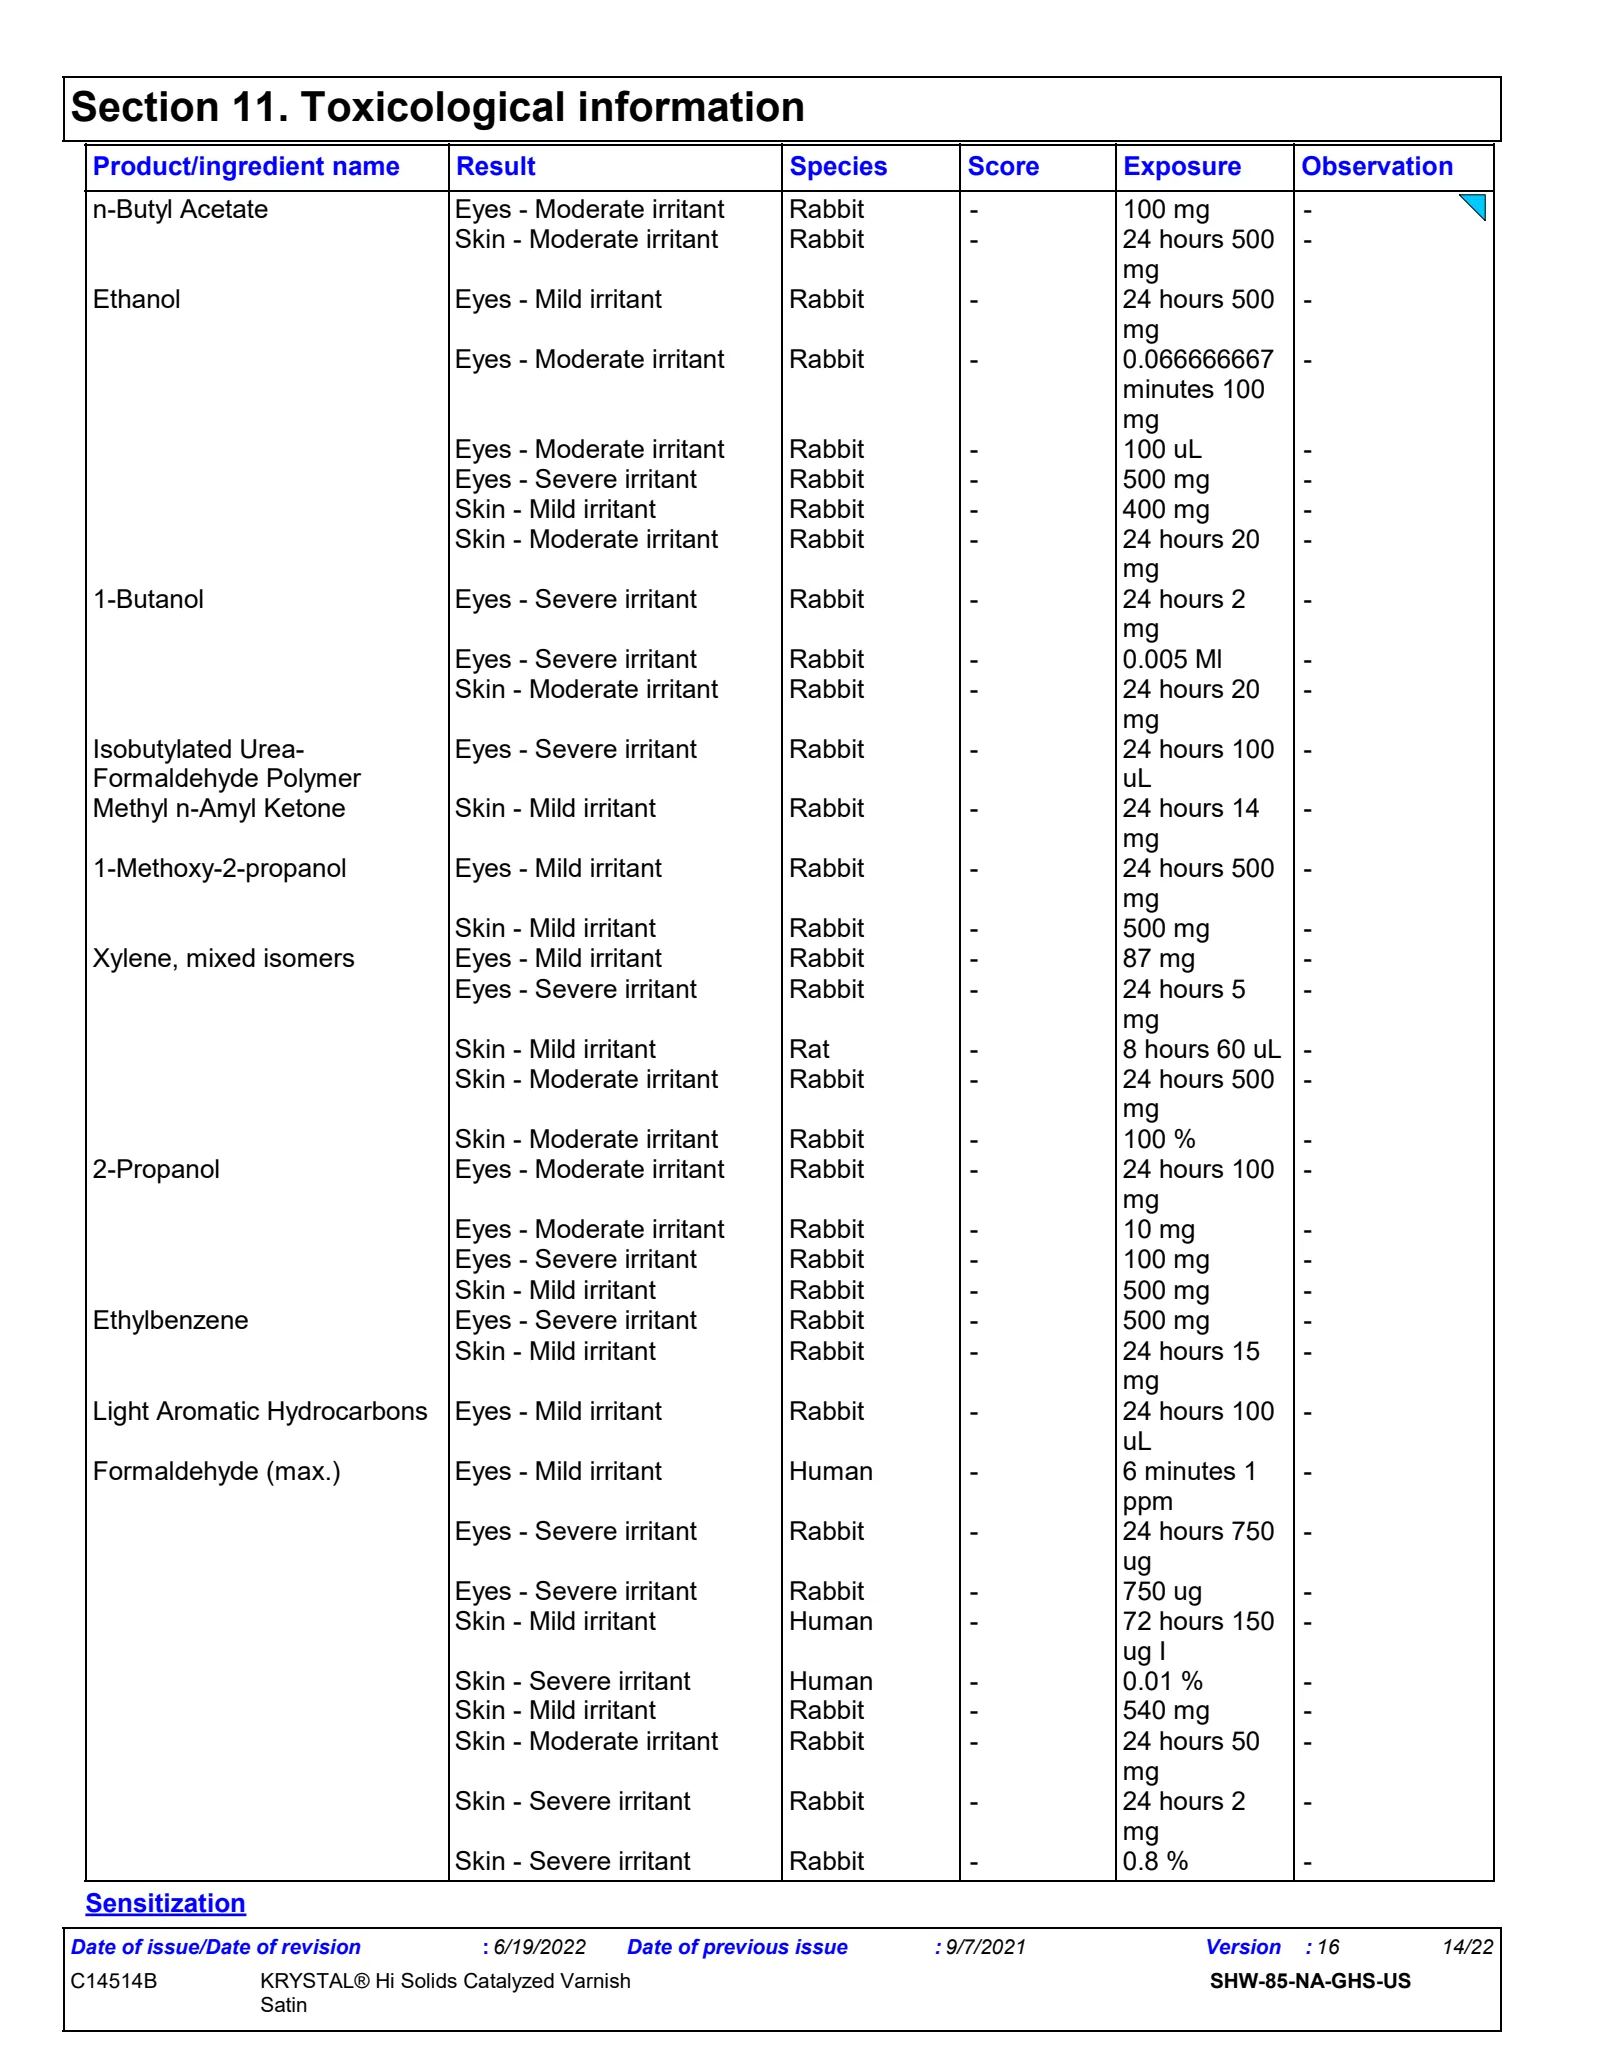 Section 11. Toxicological information
Product/ingredient name Result Species Score Exposure Observation
n-Butyl Acetate Eyes - Moderate irritant Rabbit - 100 mg -
Skin - Moderate irritant Rabbit - 24 hours 500 -
mg
Ethanol Eyes - Mild irritant Rabbit - 24 hours 500 -
mg
Eyes - Moderate irritant Rabbit - 0.066666667 -
minutes 100
mg
Eyes - Moderate irritant Rabbit - 100 uL -
Eyes - Severe irritant Rabbit - 500 mg -
Skin - Mild irritant Rabbit - 400 mg -
Skin - Moderate irritant Rabbit - 24 hours 20 -
mg
1-Butanol Eyes - Severe irritant Rabbit - 24 hours 2 -
mg
Eyes - Severe irritant Rabbit - 0.005 Ml -
Skin - Moderate irritant Rabbit - 24 hours 20 -
mg
Isobutylated Urea- Eyes - Severe irritant Rabbit - 24 hours 100 -
Formaldehyde Polymer uL
Methyl n-Amyl Ketone Skin - Mild irritant Rabbit - 24 hours 14 -
mg
1-Methoxy-2-propanol Eyes - Mild irritant Rabbit - 24 hours 500 -
mg
Skin - Mild irritant Rabbit - 500 mg -
Xylene, mixed isomers Eyes - Mild irritant Rabbit - 87 mg -
Eyes - Severe irritant Rabbit - 24 hours 5 -
mg
Skin - Mild irritant Rat - 8 hours 60 uL -
Skin - Moderate irritant Rabbit - 24 hours 500 -
mg
Skin - Moderate irritant Rabbit - 100 % -
2-Propanol Eyes - Moderate irritant Rabbit - 24 hours 100 -
mg
Eyes - Moderate irritant Rabbit - 10 mg -
Eyes - Severe irritant Rabbit - 100 mg -
Skin - Mild irritant Rabbit - 500 mg -
Ethylbenzene Eyes - Severe irritant Rabbit - 500 mg -
Skin - Mild irritant Rabbit - 24 hours 15 -
mg
Light Aromatic Hydrocarbons Eyes - Mild irritant Rabbit - 24 hours 100 -
uL
Formaldehyde (max.) Eyes - Mild irritant Human - 6 minutes 1 -
ppm
Eyes - Severe irritant Rabbit - 24 hours 750 -
ug
Eyes - Severe irritant Rabbit - 750 ug -
Skin - Mild irritant Human - 72 hours 150 -
ug I
Skin - Severe irritant Human - 0.01 % -
Skin - Mild irritant Rabbit - 540 mg -
Skin - Moderate irritant Rabbit - 24 hours 50 -
mg
Skin - Severe irritant Rabbit - 24 hours 2 -
mg
Skin - Severe irritant Rabbit - 0.8 % -
Sensitization
Date of issue/Date of revision : 6/19/2022 Date of previous issue : 9/7/2021 Version : 16 14/22
C14514B KRYSTAL® Hi Solids Catalyzed Varnish SHW-85-NA-GHS-US
Satin